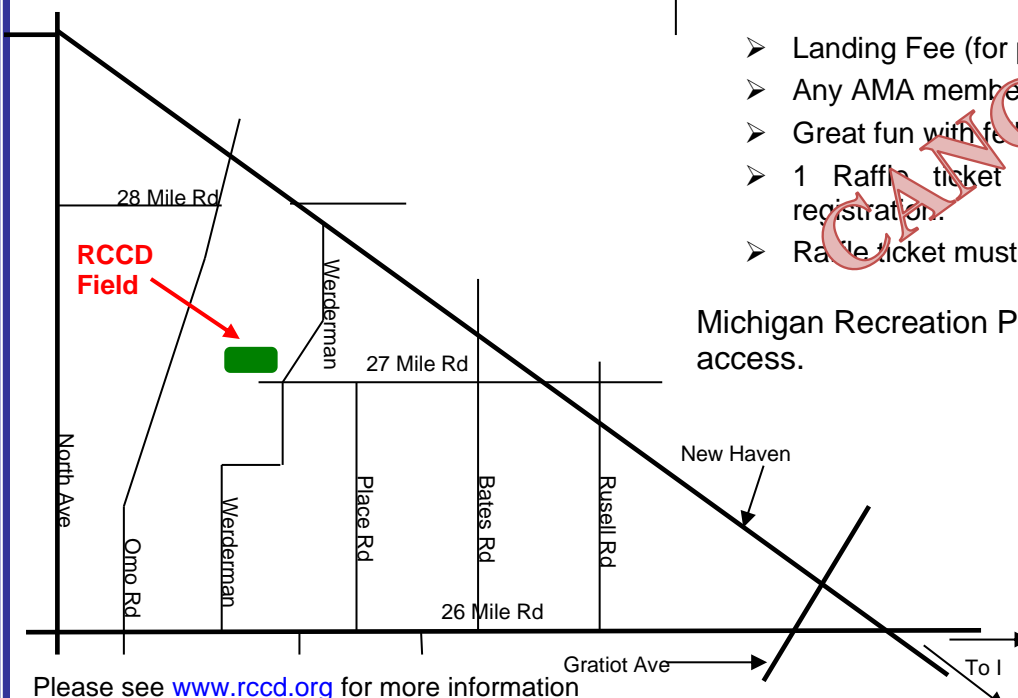 Landing Fee (for
Any AMA
Great fun with
1 Raffle ticket
registration.
Raffle ticket must
Michigan Recreation
access.
28 Mile Rd
RCCD
Field
Werderman
27 Mile Rd
North Ave
New Haven
Omo Rd
Werderman
Place Rd
Bates Rd
Rusell Rd
26 Mile Rd
Gratiot Ave
To I
Please see www.rccd.org for more information